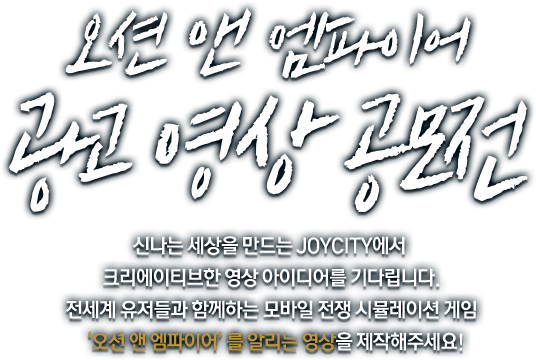 오션 앤 엠파이어
광고 영상 공모전
신나는 세상을 만드는 JOYCITY에서
크리에이티브한 영상 아이디어를 기다립니다.
전세계 유저들과 함께하는 모바일 전쟁 시뮬레이션 게임
‘오션 앤 엠파이어’ 를 알리는 영상을 제작해주세요!